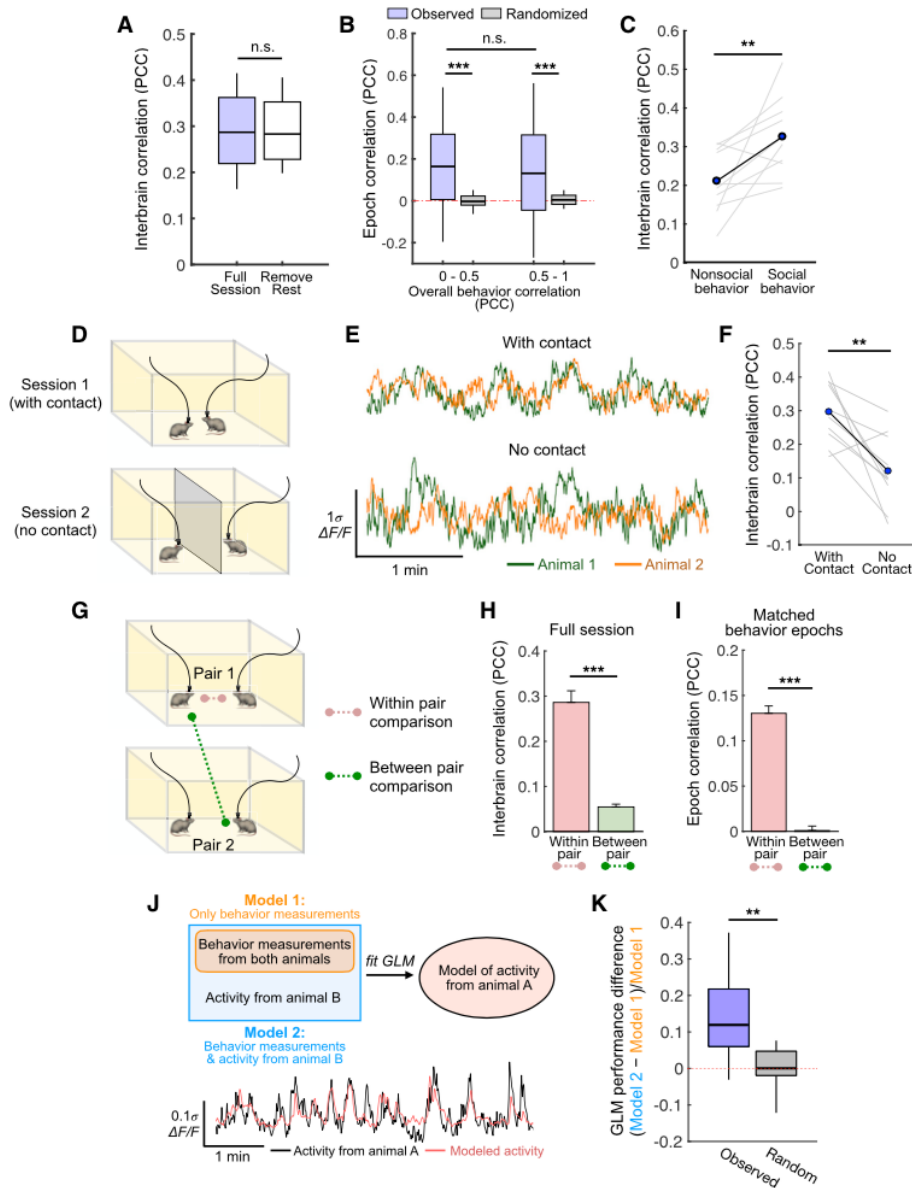 A
Interbrain correlation (PCC)
0.5
0.4
0.3
0.2
0.1
0
n.s.
Full Session
Remove Rest
B
Observed
Randomized
Epoch correlation (PCC)
0.8
0.6
0.4
0.2
0
-0.2
n.s.
***
***
0 - 0.5
0.5 - 1
Overall behavior correlation
(PCC)
C
Interbrain correlation (PCC)
0.6
0.5
0.4
0.3
0.2
0.1
0
**
Nonsocial behavior
Social behavior
D
Session 1
(with contact)
Session 2
(no contact)
E
With contact
No contact
1σ
ΔF/F
1 min
Animal 1
Animal 2
F
Interbrain correlation (PCC)
0.5
0.4
0.3
0.2
0.1
0
-0.1
**
With Contact
No Contact
G
Pair 1
Pair 2
Within pair
comparison
Between pair
comparison
H
Full session
Interbrain correlation (PCC)
0.4
0.3
0.2
0.1
0
***
Within pair
Between pair
I
Matched
behavior epochs
Epoch correlation (PCC)
0.15
0.1
0.05
0
***
Within pair
Between pair
J
Model 1:
Only behavior measurements
Behavior measurements
from both animals
Activity from animal B
fit GLM
Model of activity
from animal A
Model 2:
Behavior measurements
& activity from animal B
0.1σ
ΔF/F
1 min
Activity from animal A
Modeled activity
K
GLM performance difference
(Model 2 − Model 1)/Model 1
0.4
0.3
0.2
0.1
0
-0.1
-0.2
**
Observed
Random